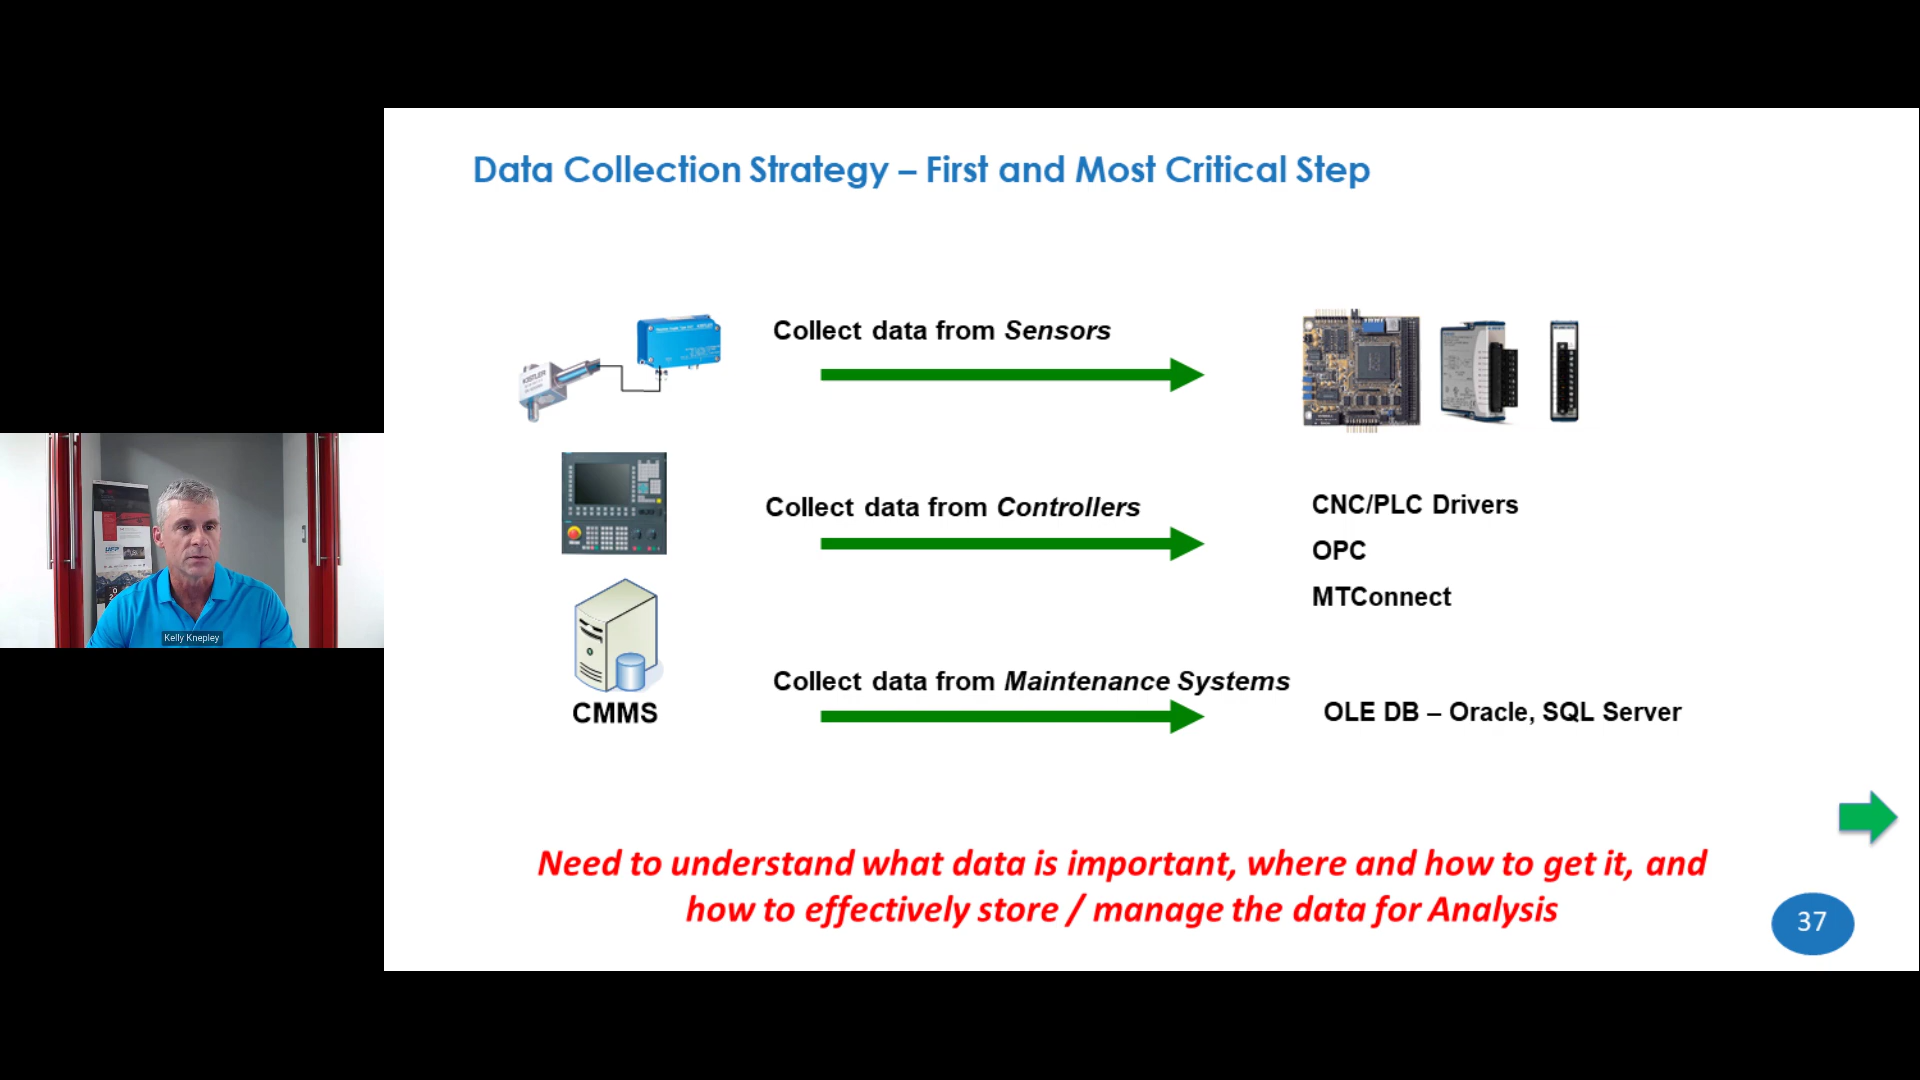 Data Collection Strategy – First and Most Critical Step
Collect data from Sensors
KISTLER
Collect data from Controllers
CNC/PLC Drivers
OPC
MTConnect
Collect data from Maintenance Systems
CMMS
OLE DB – Oracle, SQL Server
Need to understand what data is important, where and how to get it, and
how to effectively store / manage the data for Analysis
37
Kelly Knepley